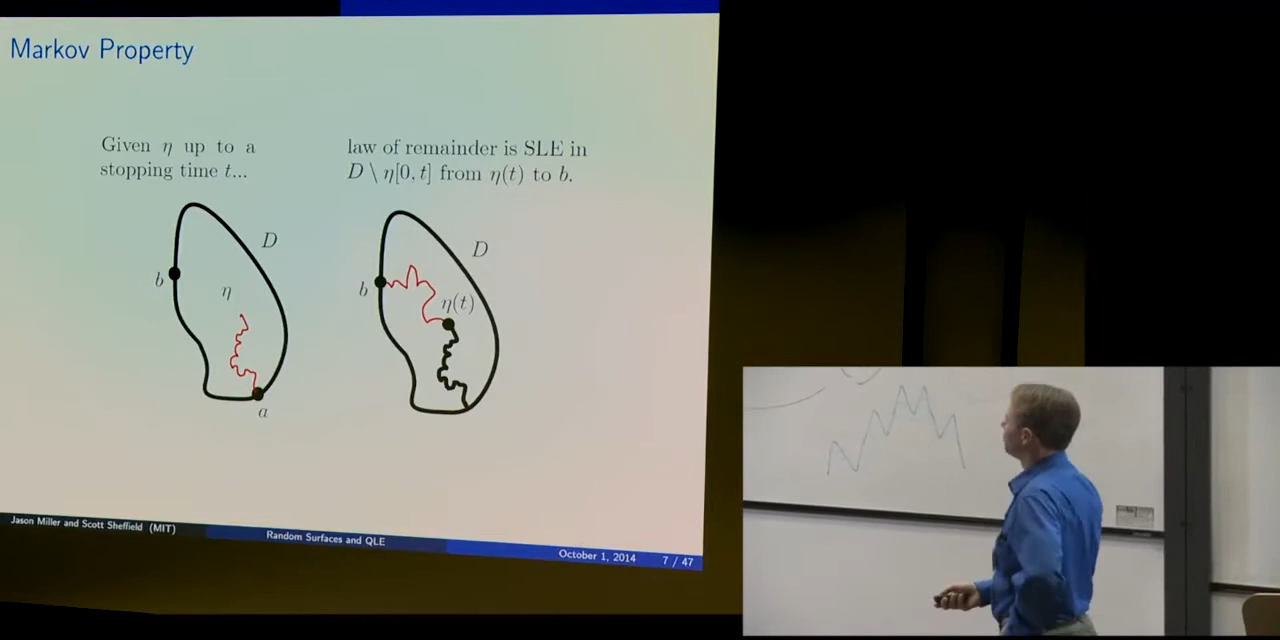 Markov Property
Given η up to a
stopping time t...
law of remainder is SLE in
D \ η[0, t] from η(t) to b.
D
b
η
a
D
b
η(t)
Jason Miller and Scott Sheffield (MIT)
Random Surfaces and QLE
October 1, 2014
7 / 47